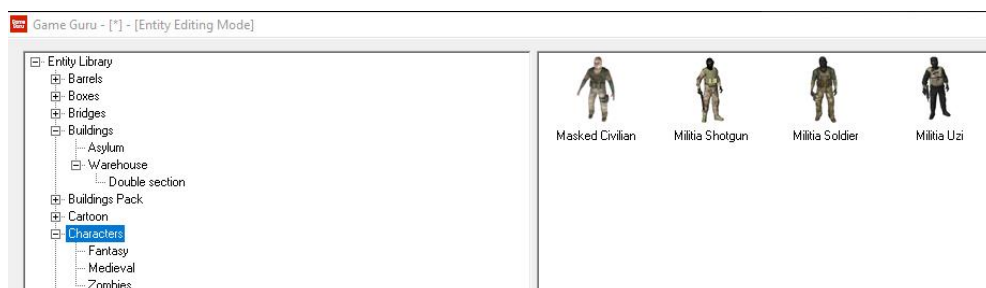 Game Guru - [*] - [Entity Editing Mode]
Entity Library
Barrels
Boxes
Bridges
Buildings
Asylum
Warehouse
Double section
Buildings Pack
Cartoon
Characters
Fantasy
Medieval
Zombies
Masked Civilian
Militia Shotgun
Militia Soldier
Militia Uzi